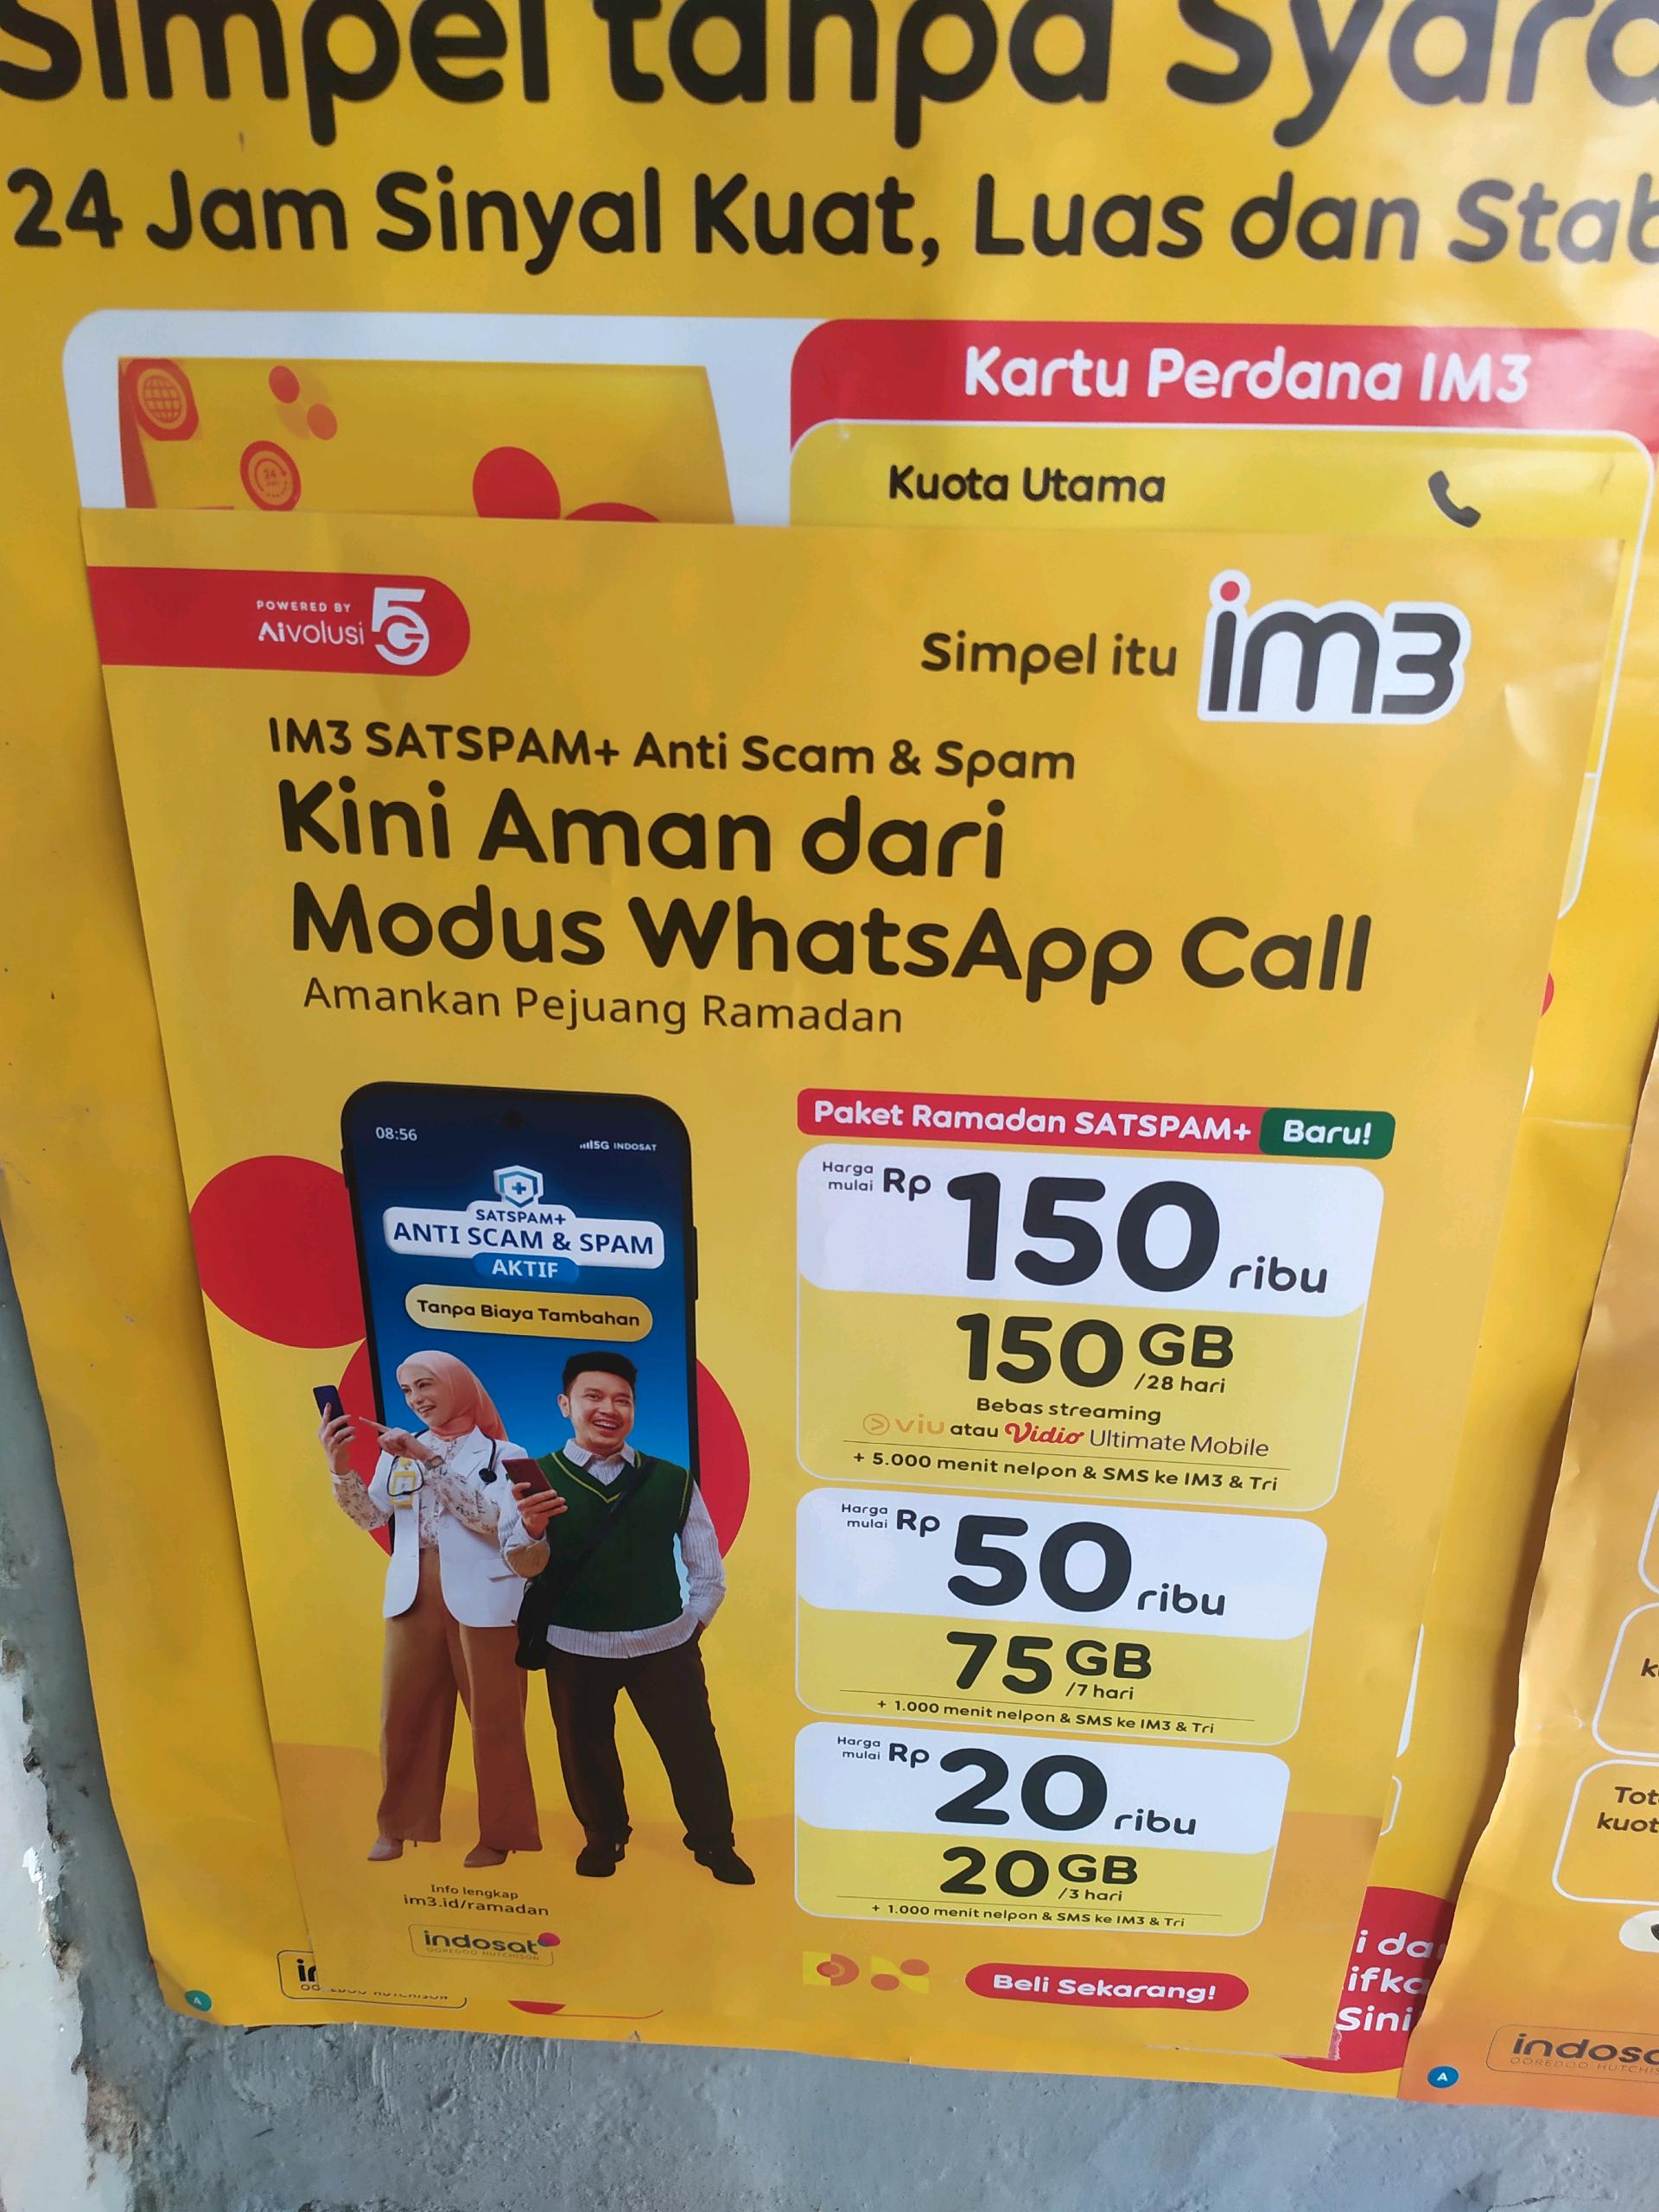 Simpel tanpa
24 Jam Sinyal Kuat, Luas dan
Kartu Perdana IM3
Kuota Utama
POWERED BY
AIvolusi 5G
Simpel itu im3
IM3 SATSPAM+ Anti Scam & Spam
Kini Aman dari
Modus WhatsApp Call
Amankan Pejuang Ramadan
08:56
5G INDOSAT
SATSPAM+
ANTI SCAM & SPAM
AKTIF
Tanpa Biaya Tambahan
Paket Ramadan SATSPAM+ Baru!
Harga mulai Rp 150 ribu
150 GB
/28 hari
Bebas streaming
viu atau Vidio Ultimate Mobile
+ 5.000 menit nelpon & SMS ke IM3 & Tri
Harga mulai Rp 50 ribu
75 GB
/7 hari
+ 1.000 menit nelpon & SMS ke IM3 & Tri
Harga mulai Rp 20 ribu
20 GB
/3 hari
+ 1.000 menit nelpon & SMS ke IM3 & Tri
Info lengkap
im3.id/ramadan
indosat
OOREDOO HUTCHISON
Beli Sekarang!
A
A